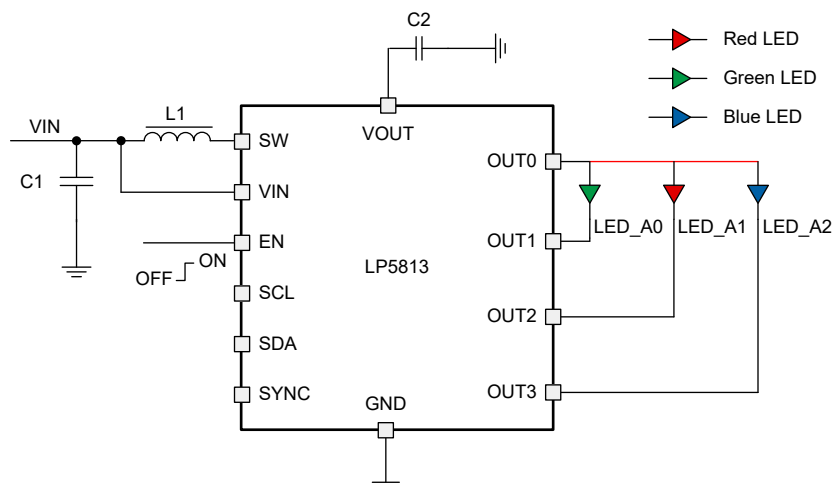 C2
Red LED
Green LED
Blue LED
VIN
L1
SW
VOUT
OUT0
C1
VIN
LED_A0
LED_A1
LED_A2
EN
OUT1
OFF
ON
LP5813
SCL
OUT2
SDA
SYNC
GND
OUT3